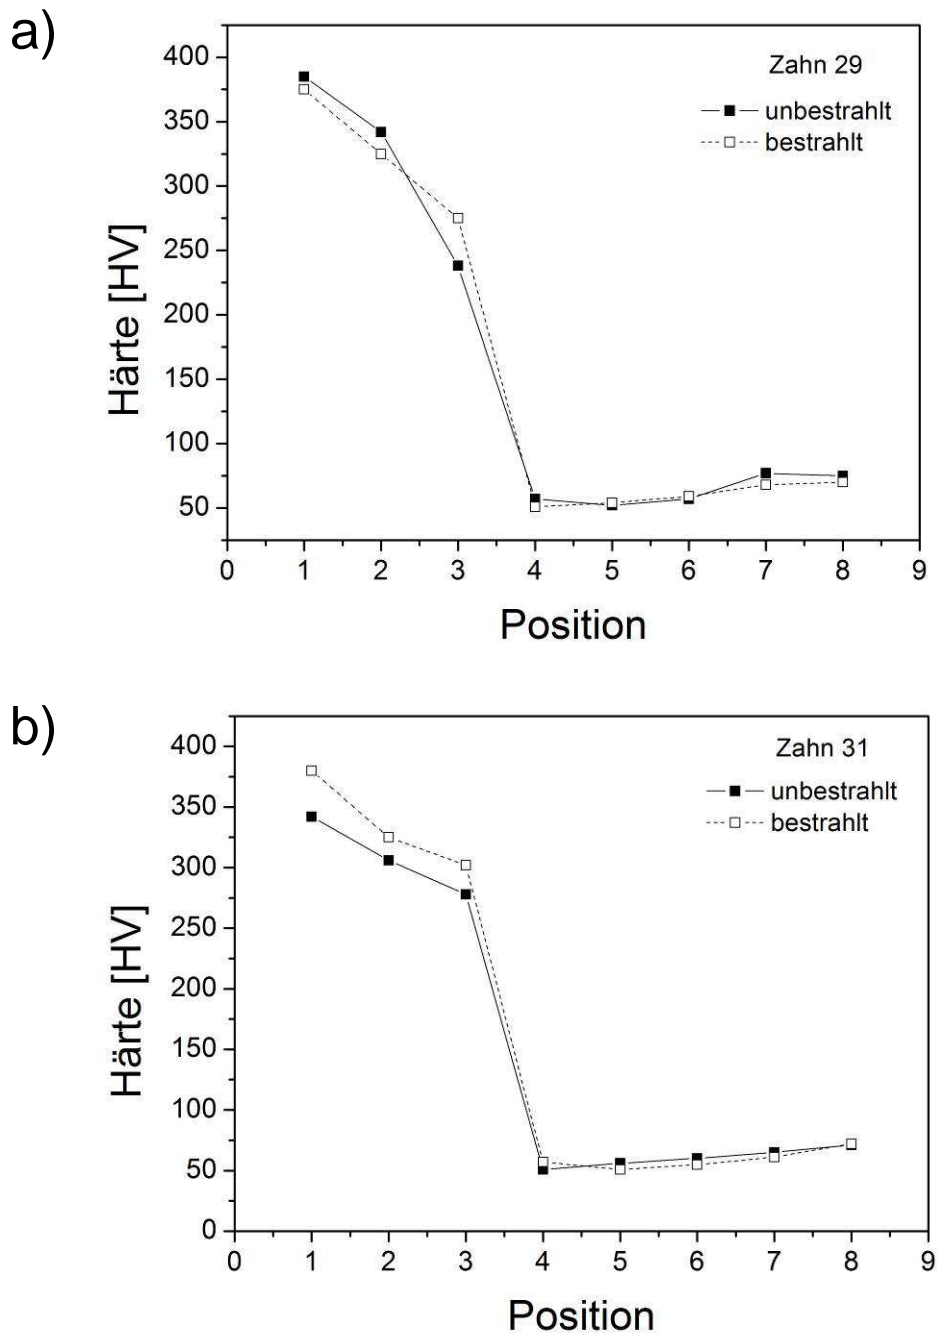 a)
Zahn 29
unbestrahlt
bestrahlt
Härte [HV]
400
350
300
250
200
150
100
50
0 1 2 3 4 5 6 7 8 9
Position
b)
Zahn 31
unbestrahlt
bestrahlt
Härte [HV]
400
350
300
250
200
150
100
50
0
0 1 2 3 4 5 6 7 8 9
Position